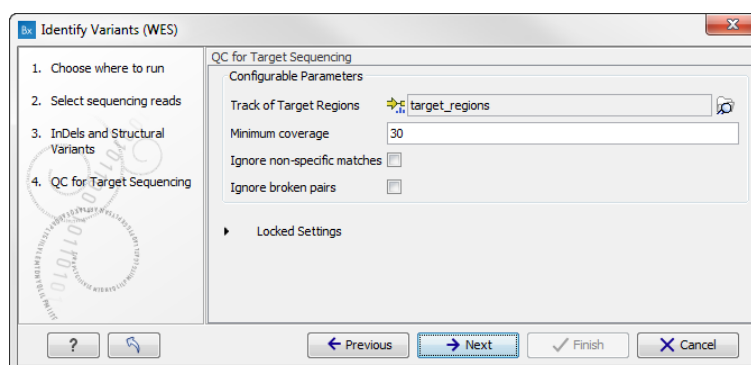 Bx Identify Variants (WES)
1. Choose where to run
2. Select sequencing reads
3. InDels and Structural
Variants
4. QC for Target Sequencing
QC for Target Sequencing
Configurable Parameters
Track of Target Regions target_regions
Minimum coverage 30
Ignore non-specific matches
Ignore broken pairs
Locked Settings
? Previous Next Finish Cancel